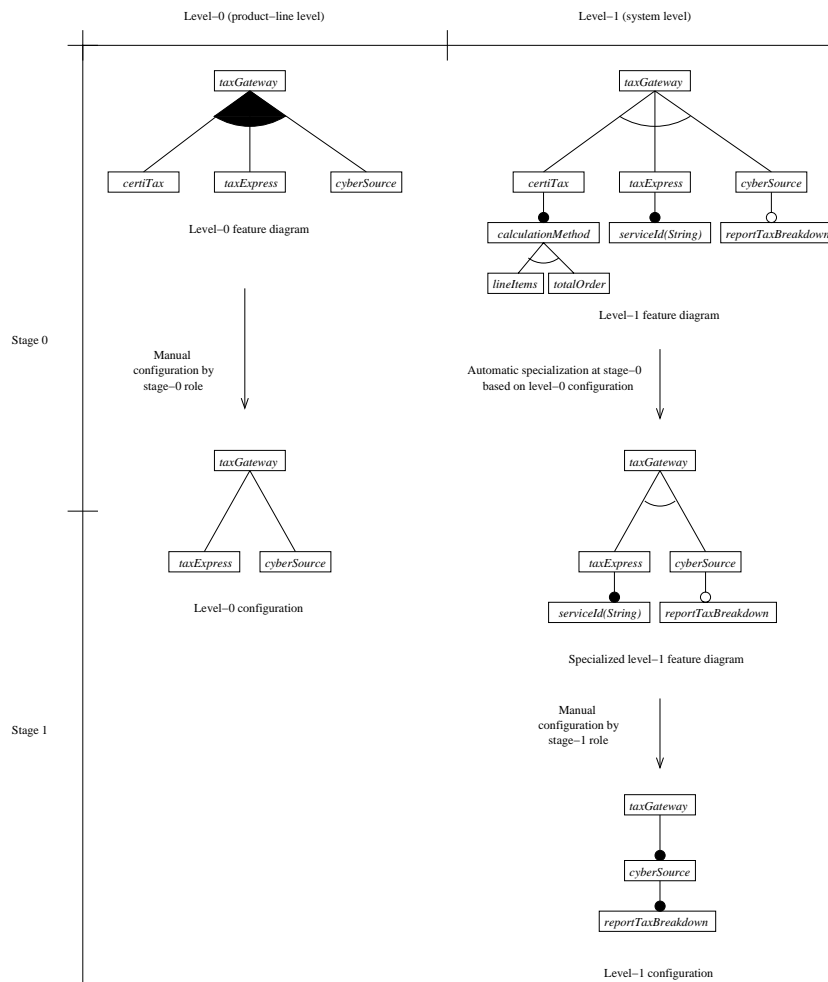 Level−0 (product−line level)
Level−1 (system level)
taxGateway
certiTax
taxExpress
cyberSource
Level−0 feature diagram
taxGateway
certiTax
taxExpress
cyberSource
calculationMethod
serviceId(String)
reportTaxBreakdown
lineItems
totalOrder
Level−1 feature diagram
Stage 0
Manual
configuration by
stage−0 role
Automatic specialization at stage−0
based on level−0 configuration
taxGateway
taxExpress
cyberSource
Level−0 configuration
taxGateway
taxExpress
cyberSource
serviceId(String)
reportTaxBreakdown
Specialized level−1 feature diagram
Stage 1
Manual
configuration by
stage−1 role
taxGateway
cyberSource
reportTaxBreakdown
Level−1 configuration